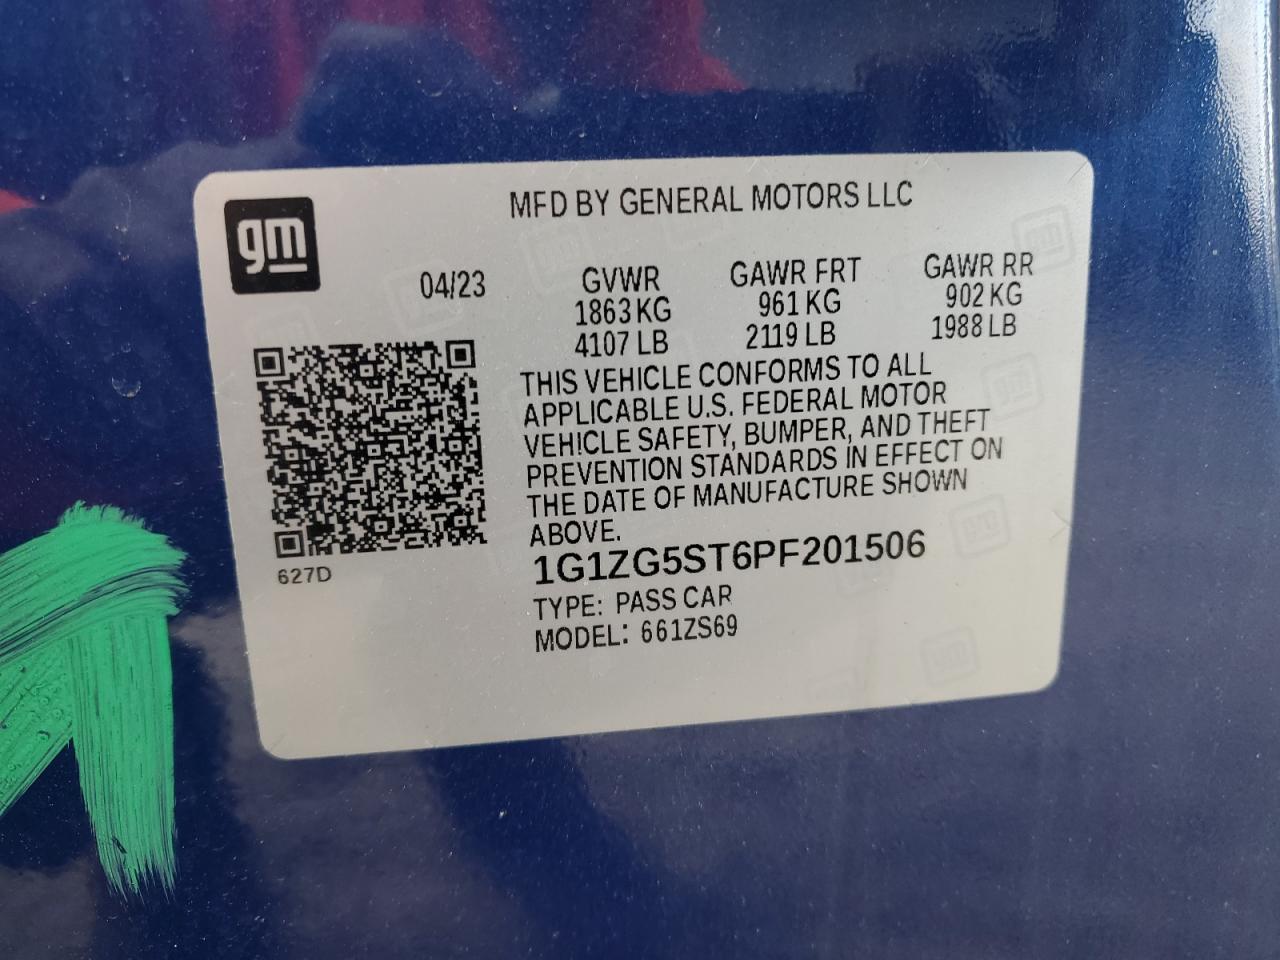 MFD BY GENERAL MOTORS LLC
gm
04/23 GVWR GAWR FRT GAWR RR
1863 KG 961 KG 902 KG
4107 LB 2119 LB 1988 LB
THIS VEHICLE CONFORMS TO ALL
APPLICABLE U.S. FEDERAL MOTOR
VEHICLE SAFETY, BUMPER, AND THEFT
PREVENTION STANDARDS IN EFFECT ON
THE DATE OF MANUFACTURE SHOWN
ABOVE.
1G1ZG5ST6PF201506
627D
TYPE: PASS CAR
MODEL: 661ZS69